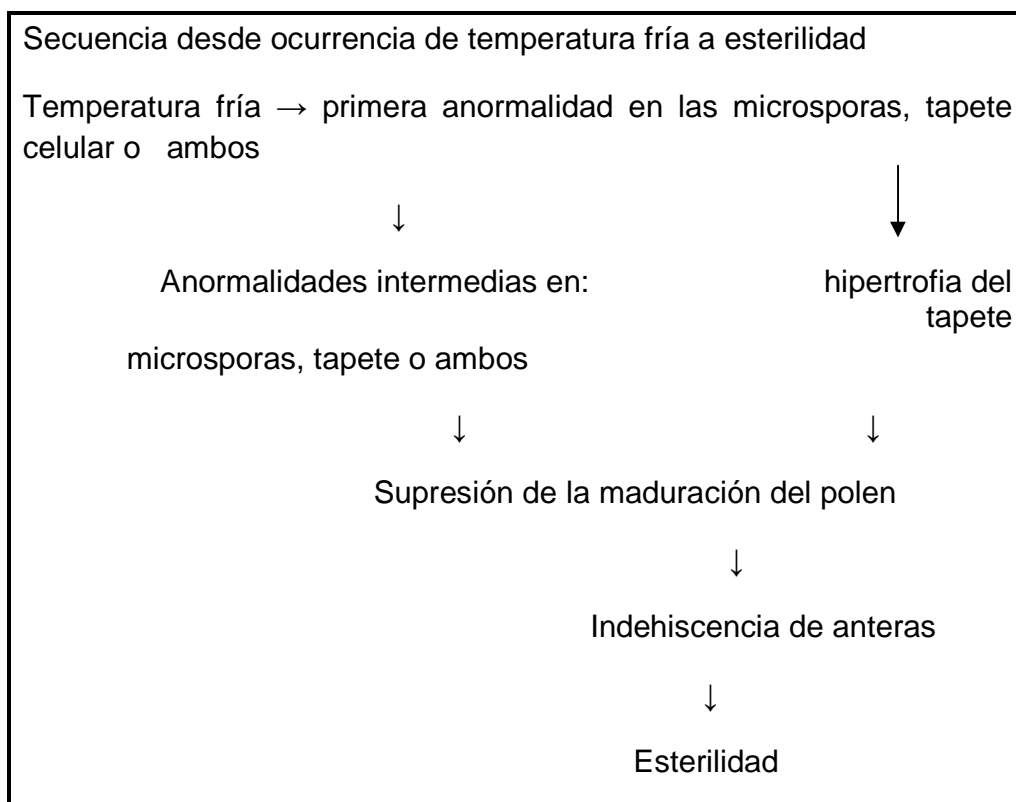 Secuencia desde ocurrencia de temperatura fría a esterilidad
Temperatura fría → primera anormalidad en las microsporas, tapete
celular o ambos
↓
Anormalidades intermedias en: hipertrofia del
tapete
microsporas, tapete o ambos
↓ ↓
Supresión de la maduración del polen
↓
Indehiscencia de anteras
↓
Esterilidad